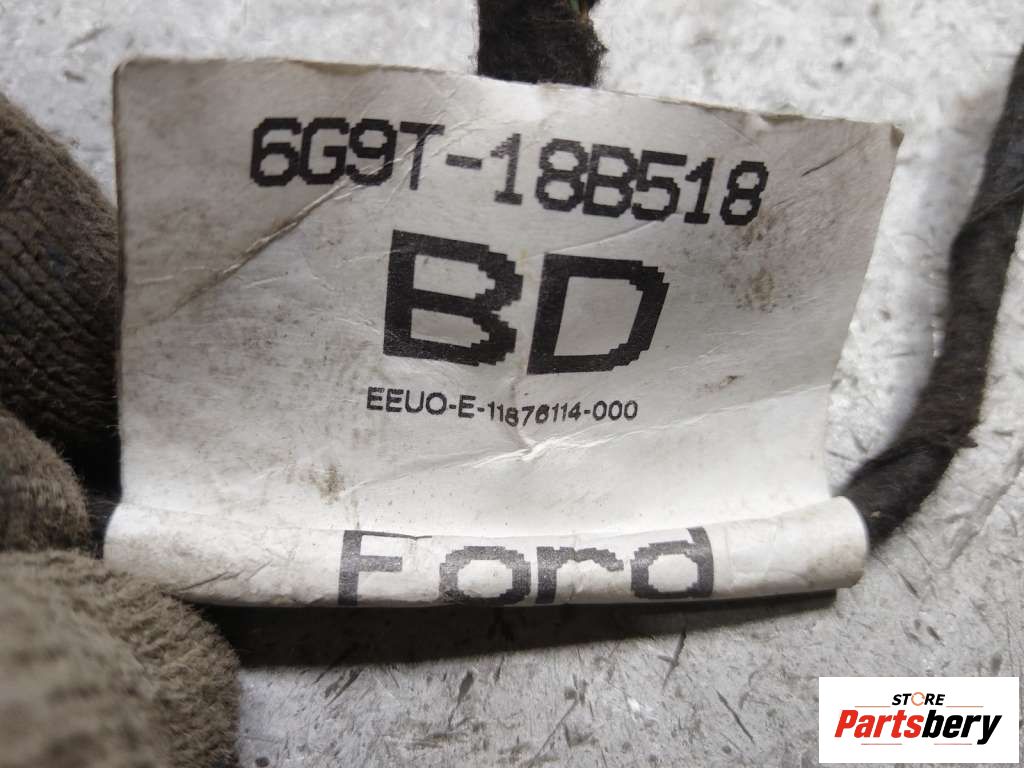 6G9T-18B518
BD
EEUO-E-11876114-000
Ford
STORE
Partsbery